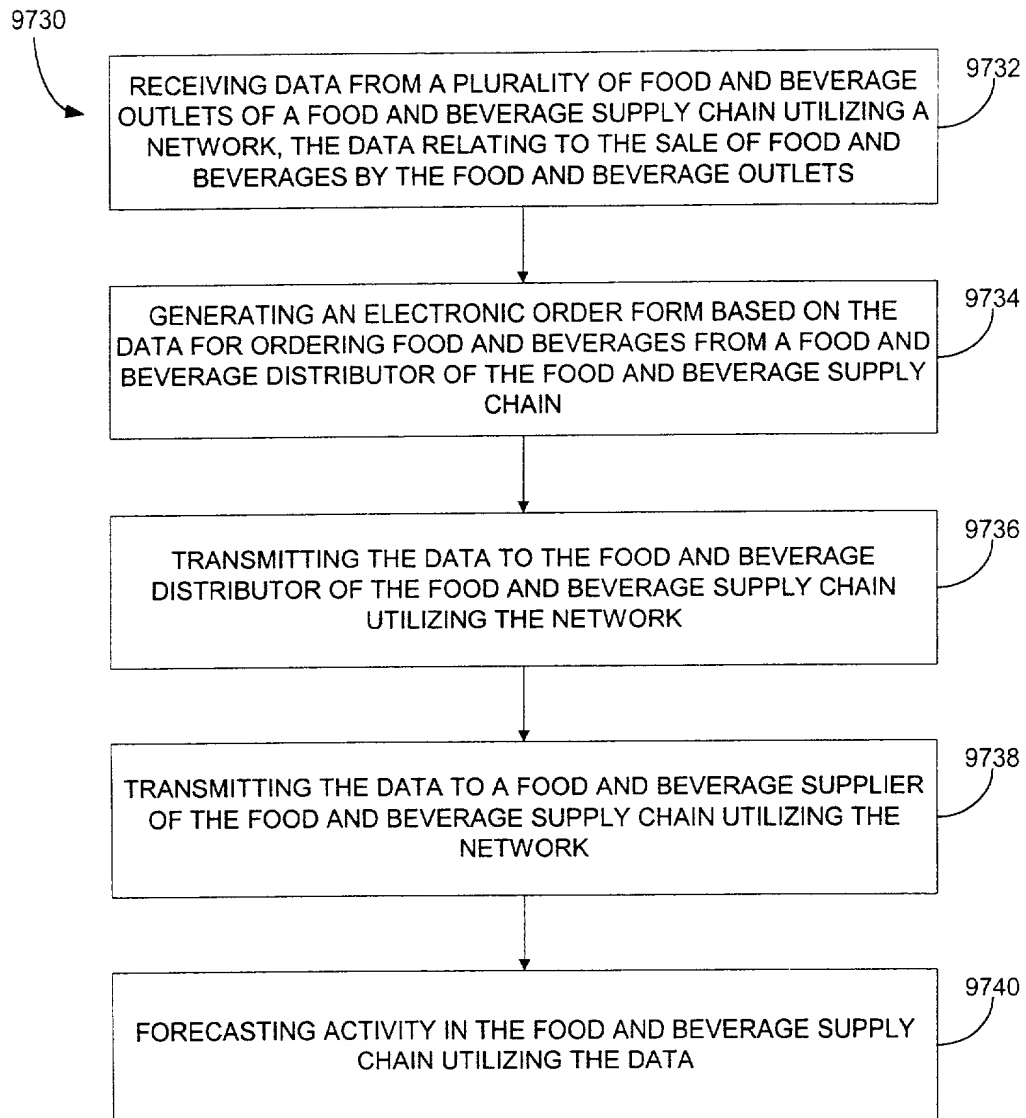 9730
RECEIVING DATA FROM A PLURALITY OF FOOD AND BEVERAGE
OUTLETS OF A FOOD AND BEVERAGE SUPPLY CHAIN UTILIZING A
NETWORK, THE DATA RELATING TO THE SALE OF FOOD AND
BEVERAGES BY THE FOOD AND BEVERAGE OUTLETS
9732
GENERATING AN ELECTRONIC ORDER FORM BASED ON THE
DATA FOR ORDERING FOOD AND BEVERAGES FROM A FOOD AND
BEVERAGE DISTRIBUTOR OF THE FOOD AND BEVERAGE SUPPLY
CHAIN
9734
TRANSMITTING THE DATA TO THE FOOD AND BEVERAGE
DISTRIBUTOR OF THE FOOD AND BEVERAGE SUPPLY CHAIN
UTILIZING THE NETWORK
9736
TRANSMITTING THE DATA TO A FOOD AND BEVERAGE SUPPLIER
OF THE FOOD AND BEVERAGE SUPPLY CHAIN UTILIZING THE
NETWORK
9738
FORECASTING ACTIVITY IN THE FOOD AND BEVERAGE SUPPLY
CHAIN UTILIZING THE DATA
9740